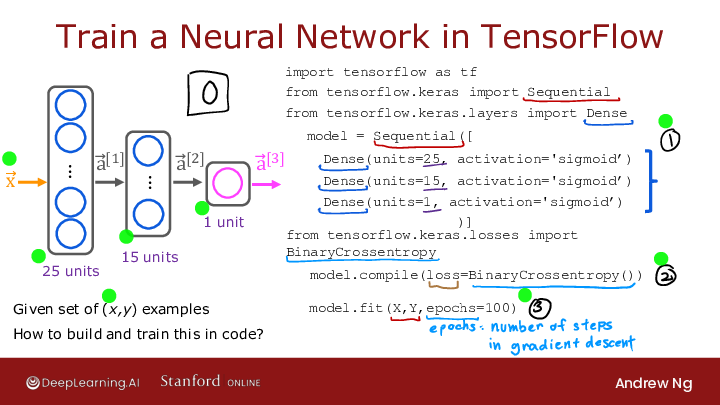 Train a Neural Network in TensorFlow
0
x⃗
a⃗[1]
a⃗[2]
a⃗[3]
25 units
15 units
1 unit
Given set of (x,y) examples
How to build and train this in code?
import tensorflow as tf
from tensorflow.keras import Sequential
from tensorflow.keras.layers import Dense
model = Sequential([
Dense(units=25, activation='sigmoid’)
Dense(units=15, activation='sigmoid’)
Dense(units=1, activation='sigmoid’)
)]
①
from tensorflow.keras.losses import
BinaryCrossentropy
model.compile(loss=BinaryCrossentropy()) ②
model.fit(X,Y,epochs=100) ③
epochs: number of steps
in gradient descent
DeepLearning.AI Stanford ONLINE Andrew Ng